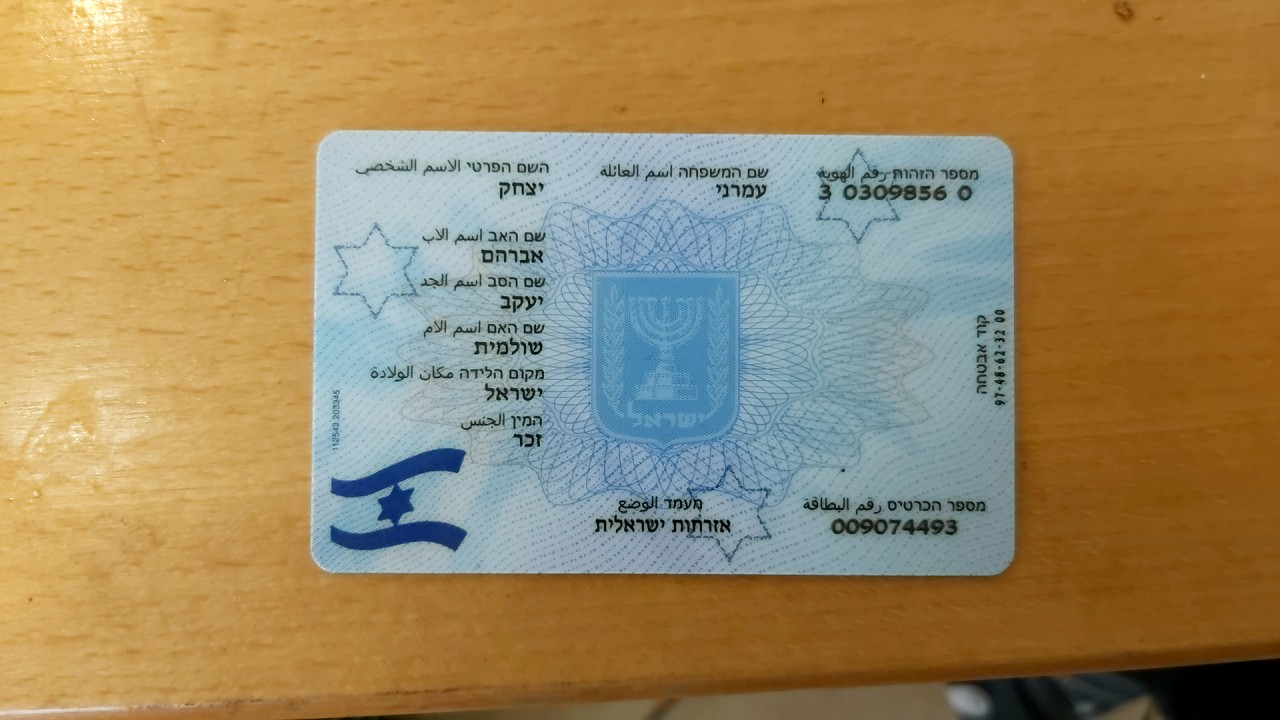 מספר הזהות رقم الهوية
3 0309856 0
שם המשפחה اسم العائلة
עמרני
השם הפרטי الاسم الشخصي
יצחק
שם האב اسم الاب
אברהם
שם הסב اسم الجد
יעקב
שם האם اسم الام
שולמית
מקום הלידה مكان الولادة
ישראל
המין الجنس
זכר
ישראל
קוד אבטחה
97-48-62-32 00
112543 203345
מעמד الوضع
אזרחות ישראלית
מספר הכרטיס رقم البطاقة
009074493